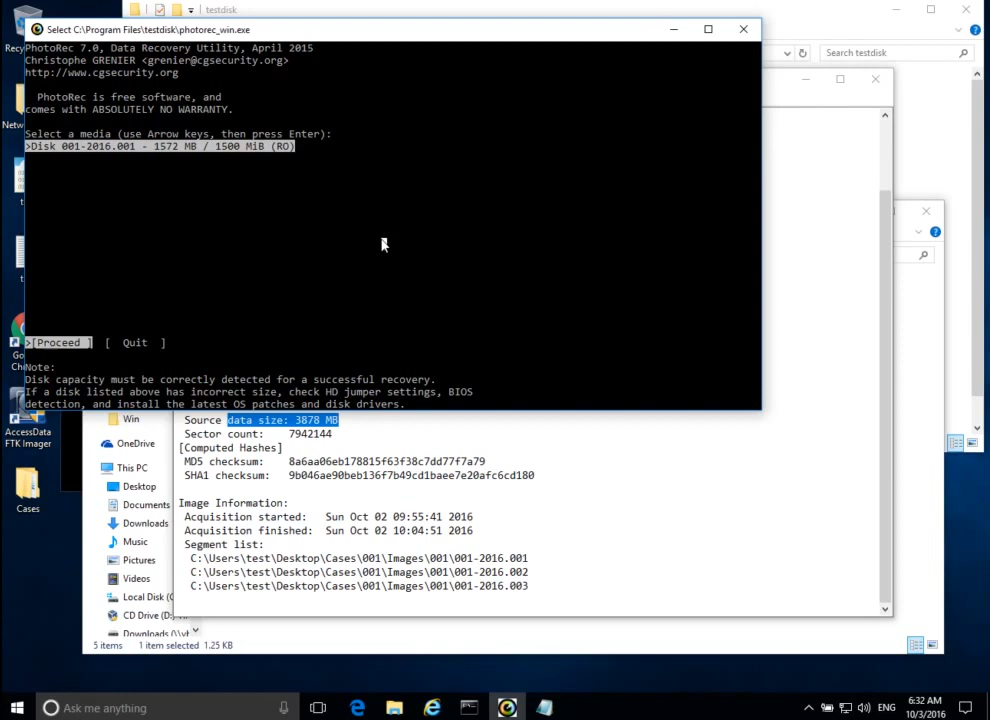 testdisk
Select C:\Program Files\testdisk\photorec_win.exe
PhotoRec 7.0, Data Recovery Utility, April 2015
Christophe GRENIER <grenier@cgsecurity.org>
http://www.cgsecurity.org
PhotoRec is free software, and
comes with ABSOLUTELY NO WARRANTY.
Select a media (use Arrow keys, then press Enter):
>Disk 001-2016.001 - 1572 MB / 1500 MiB (RO)
>[Proceed ] [ Quit ]
Note:
Disk capacity must be correctly detected for a successful recovery.
If a disk listed above has incorrect size, check HD jumper settings, BIOS
detection, and install the latest OS patches and disk drivers.
Search testdisk
Recy
Netw
t
t
Go
Ch
AccessData
FTK Imager
Cases
Win
OneDrive
This PC
Desktop
Documents
Downloads
Music
Pictures
Videos
Local Disk (C
CD Drive (D:)
Downloads (\\vb
5 items 1 item selected 1.25 KB
Source data size: 3878 MB
Sector count: 7942144
[Computed Hashes]
MD5 checksum: 8a6aa06eb178815f63f38c7dd77f7a79
SHA1 checksum: 9b046ae90beb136f7b49cd1baee7e20afc6cd180
Image Information:
Acquisition started: Sun Oct 02 09:55:41 2016
Acquisition finished: Sun Oct 02 10:04:51 2016
Segment list:
C:\Users\test\Desktop\Cases\001\Images\001\001-2016.001
C:\Users\test\Desktop\Cases\001\Images\001\001-2016.002
C:\Users\test\Desktop\Cases\001\Images\001\001-2016.003
Ask me anything
ENG
6:32 AM
10/3/2016